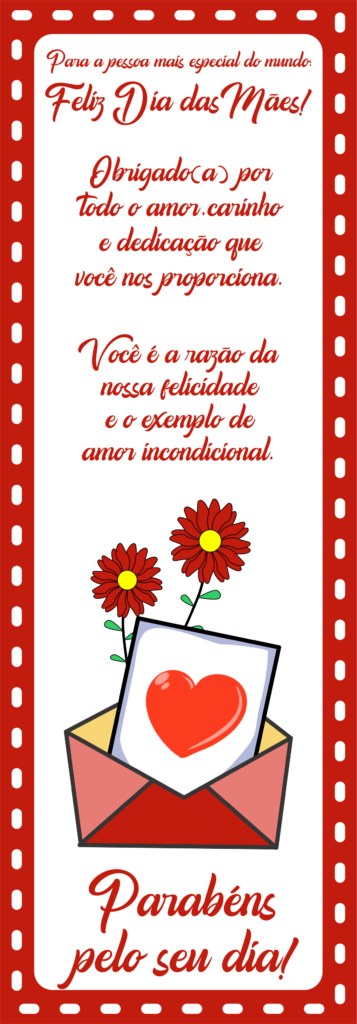 Para a pessoa mais especial do mundo:
Feliz Dia das Mães!
Obrigado(a) por
todo o amor.carinho
e dedicação que
você nos proporciona.
Você é a razão da
nossa felicidade
e o exemplo de
amor incondicional.
Parabéns
pelo seu dia!